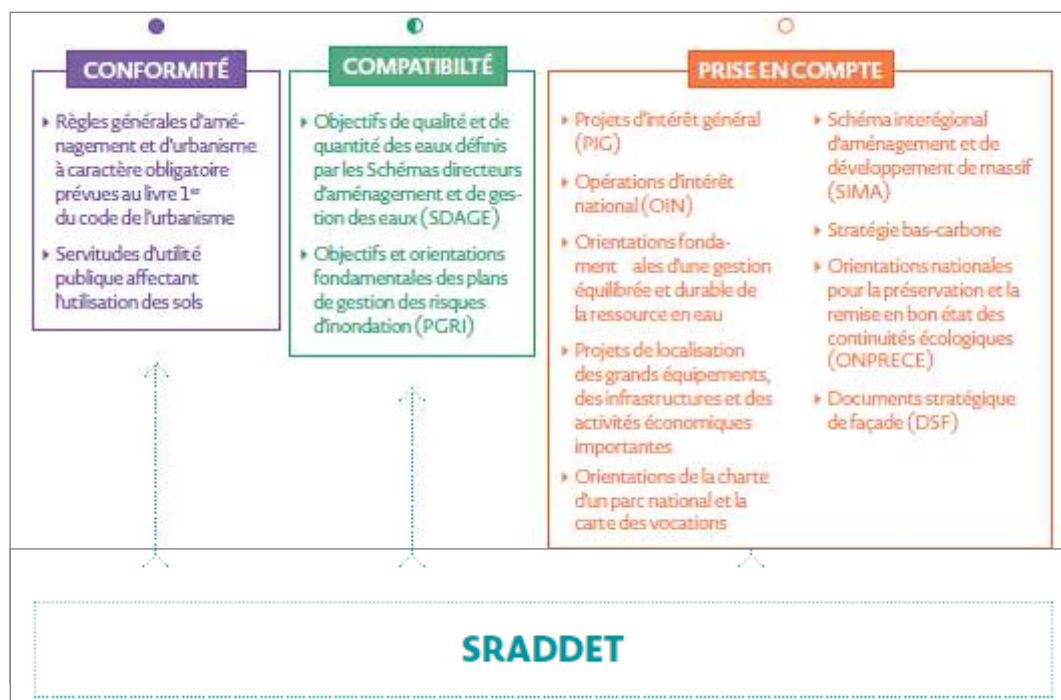 CONFORMITÉ
Règles générales d'amé-
nagement et d'urbanisme
à caractère obligatoire
prévues au livre 1er
du code de l'urbanisme
Servitudes d'utilité
publique affectant
l'utilisation des sols
COMPATIBILTÉ
Objectifs de qualité et de
quantité des eaux définis
par les Schémas directeurs
d'aménagement et de ges-
tion des eaux (SDAGE)
Objectifs et orientations
fondamentales des plans
de gestion des risques
d'inondation (PGRI)
PRISE EN COMPTE
Projets d'intérêt général
(PIG)
Opérations d'intérêt
national (OIN)
Orientations fonda-
ment ales d'une gestion
équilibrée et durable de
la ressource en eau
Projets de localisation
des grands équipements,
des infrastructures et des
activités économiques
importantes
Orientations de la charte
d'un parc national et la
carte des vocations
Schéma interégional
d'aménagement et de
développement de massif
(SIMA)
Stratégie bas-carbone
Orientations nationales
pour la préservation et la
remise en bon état des
continuités écologiques
(ONPRECE)
Documents stratégique
de façade (DSF)
SRADDET